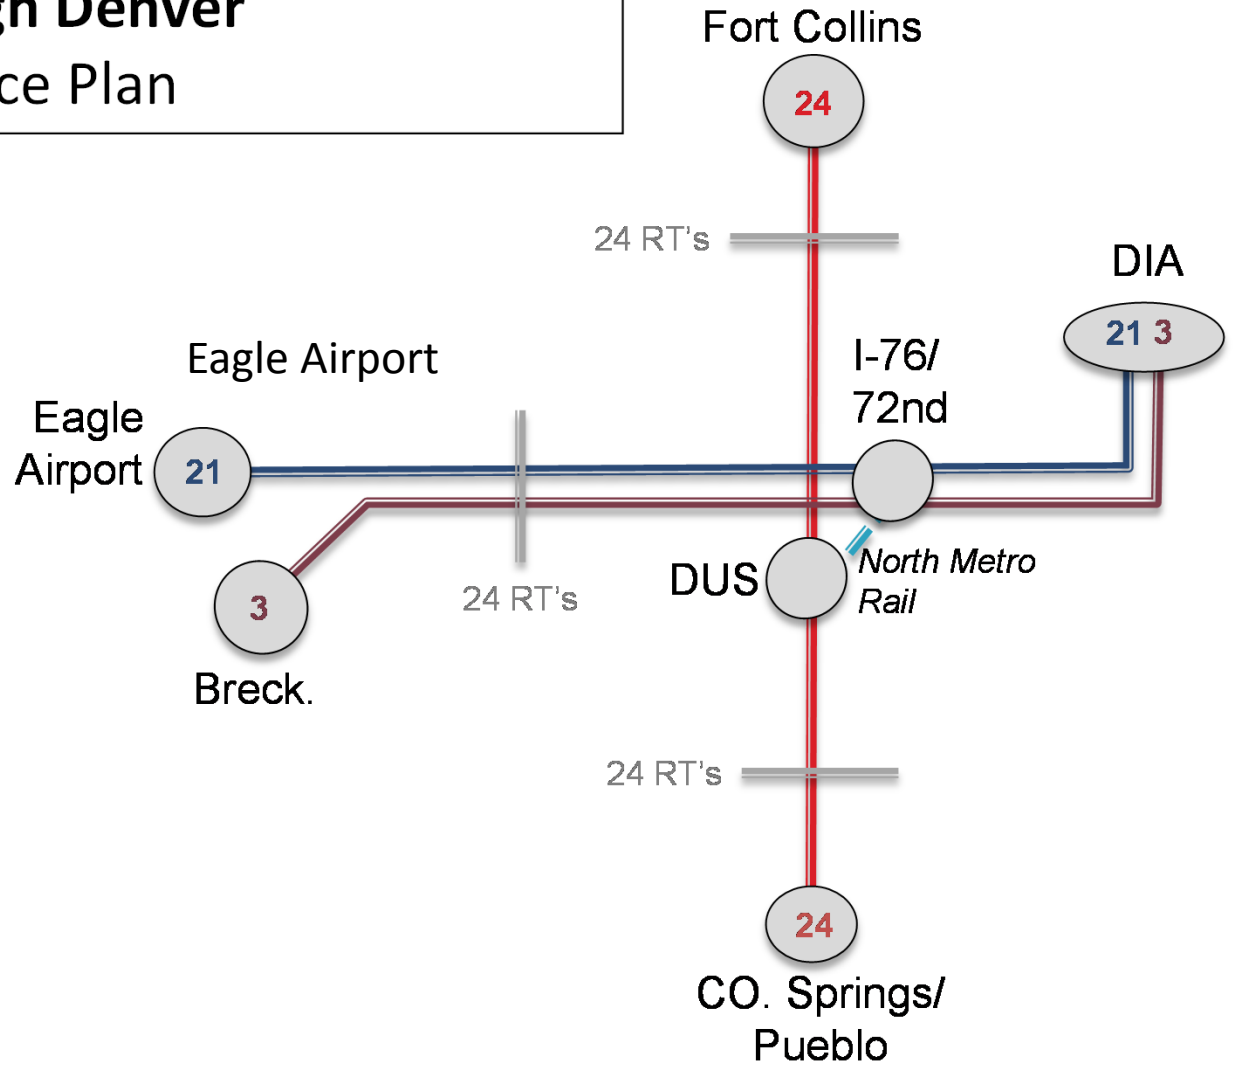 Denver
Plan
Fort Collins
24
24 RT's
DIA
21 3
I-76/
72nd
Eagle Airport
Eagle
Airport
21
DUS
North Metro
Rail
24 RT's
3
Breck.
24 RT's
24
CO. Springs/
Pueblo